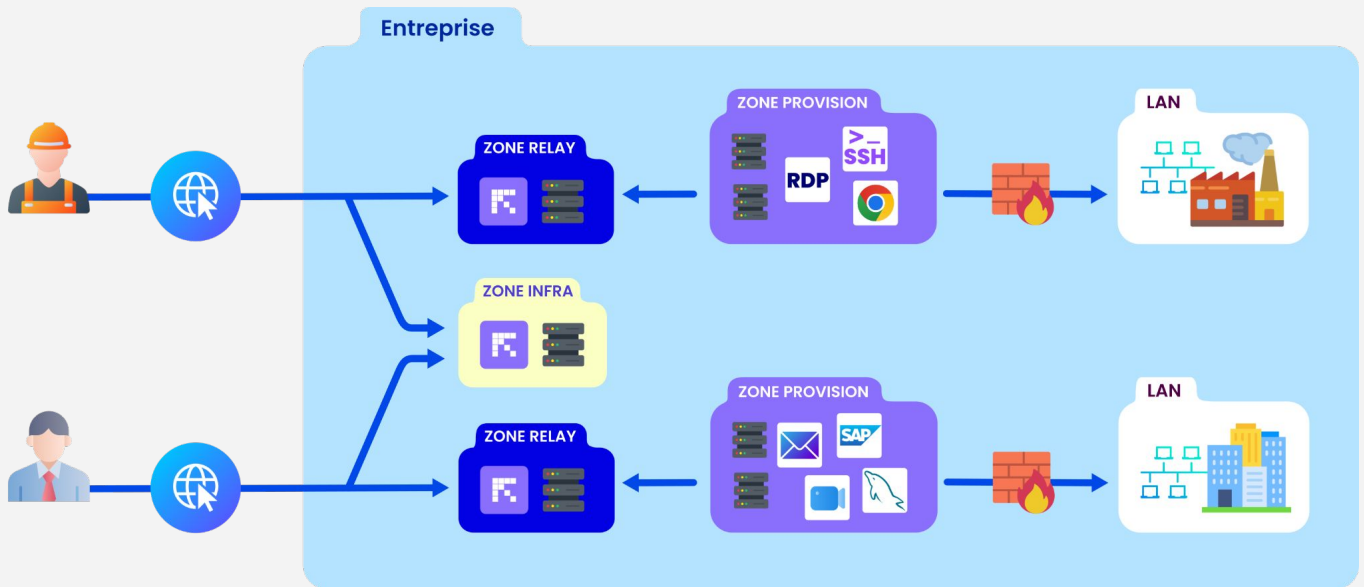 Entreprise
ZONE PROVISION
LAN
ZONE RELAY
>_
SSH
RDP
ZONE INFRA
ZONE PROVISION
LAN
ZONE RELAY
SAP